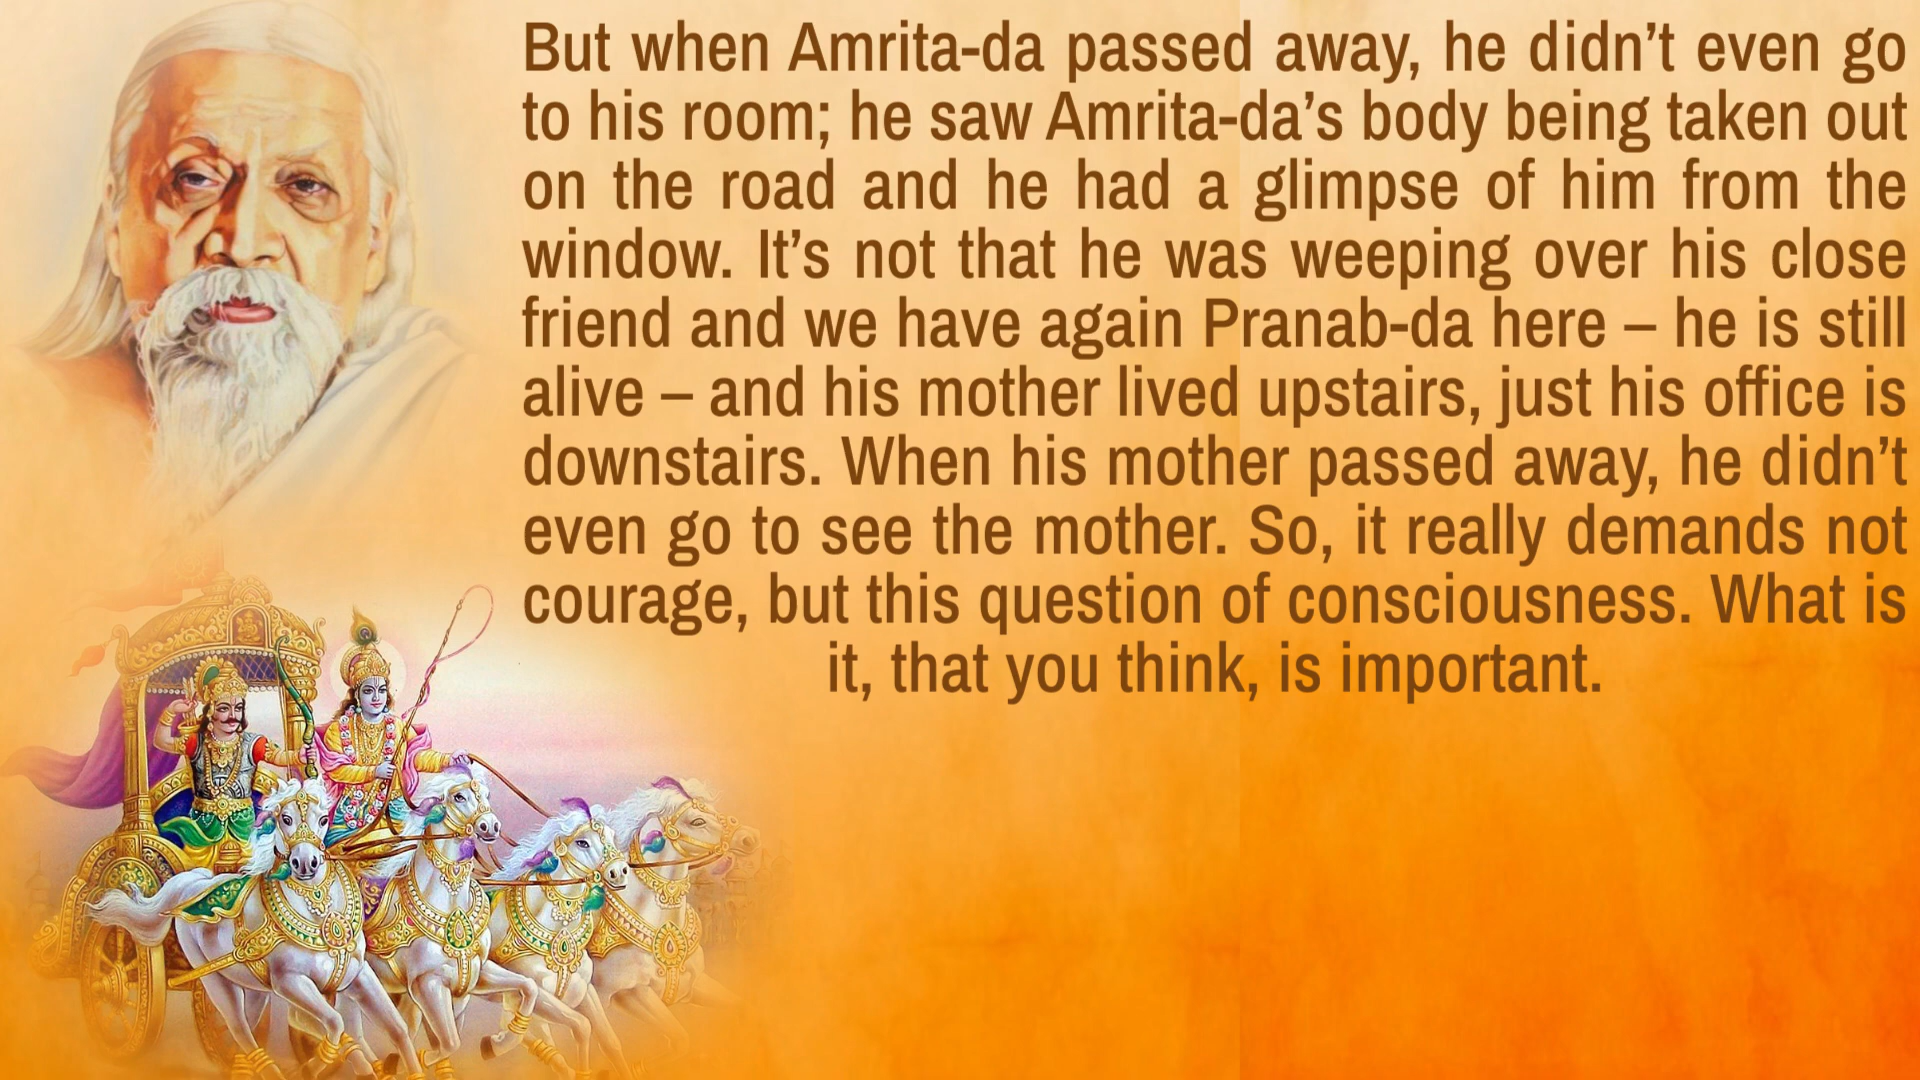 But when Amrita-da passed away, he didn’t even go
to his room; he saw Amrita-da’s body being taken out
on the road and he had a glimpse of him from the
window. It’s not that he was weeping over his close
friend and we have again Pranab-da here – he is still
alive – and his mother lived upstairs, just his office is
downstairs. When his mother passed away, he didn’t
even go to see the mother. So, it really demands not
courage, but this question of consciousness. What is
it, that you think, is important.